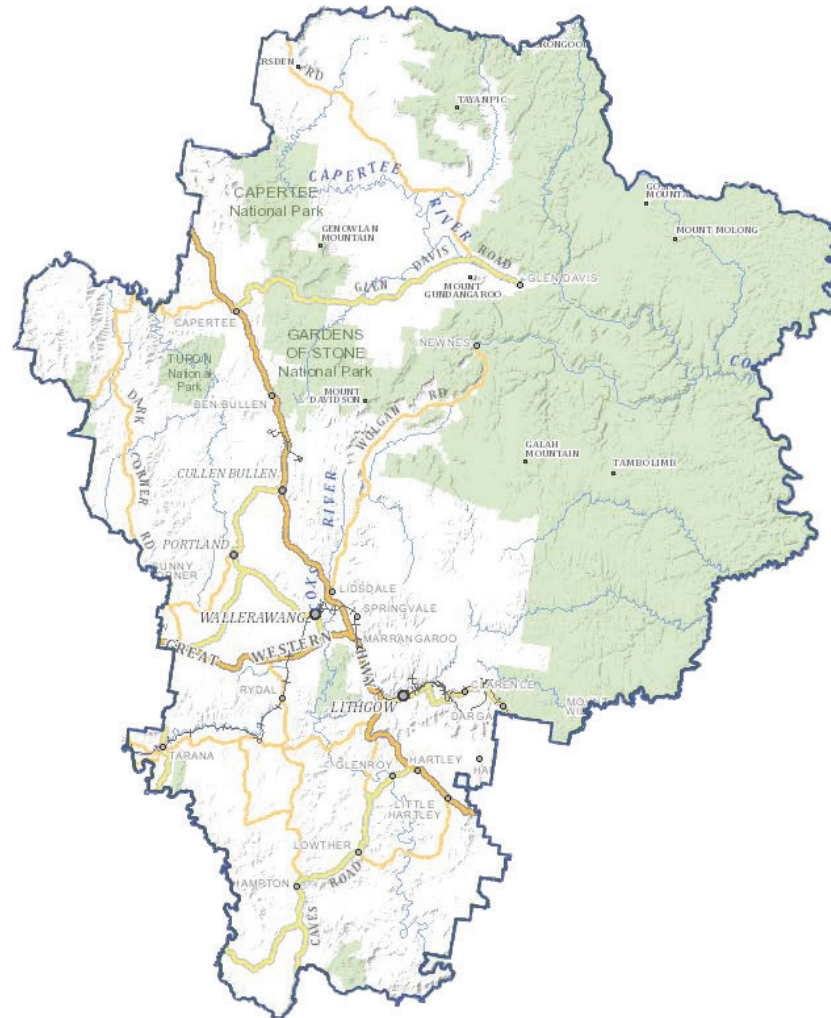 RD
TAYANPIC
CAPERTEE
RIVER
CAPERTEE
National Park
GENOWLAN
MOUNTAIN
MOUNT MOLONG
GLEN DAVIS ROAD
MOUNT
GUNDANGAROO
GLEN DAVIS
CAPERTEE
GARDENS
OF STONE
National Park
NEWNES
TURON
National
Park
BEN BULLEN
MOUNT
DAVIDSON
WOLGAN RD
DARK CORNER RD
GALAH
MOUNTAIN
TAMBOLIMB
CULLEN BULLEN
RIVER
PORTLAND
LIDSDALE
SPRINGVALE
WALLERAWANG
MARRANGAROO
GREAT WESTERN
RYDAL
LITHGOW
CLARENCE
TARANA
GLENROY
HARTLEY
LITTLE
HARTLEY
LOWTHER
HAMPTON
CAVES ROAD